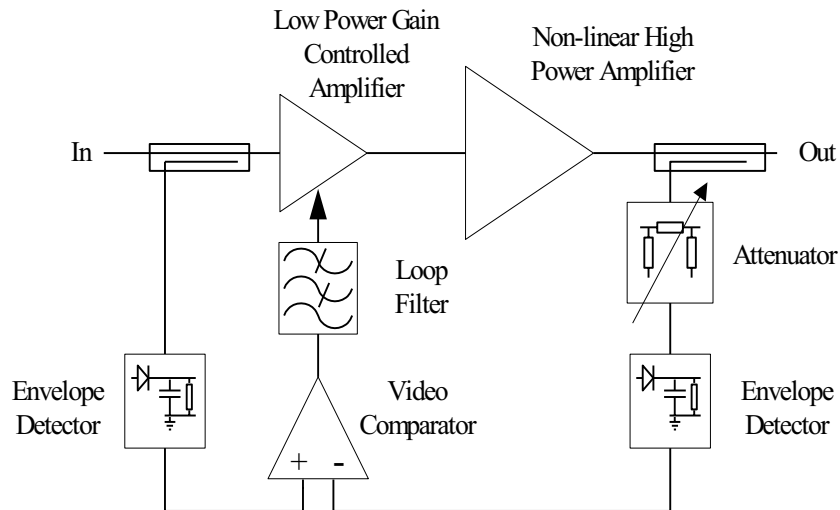 Low Power Gain
Controlled
Amplifier
Non-linear High
Power Amplifier
In
Out
Loop
Filter
Attenuator
Envelope
Detector
Video
Comparator
Envelope
Detector
+ -